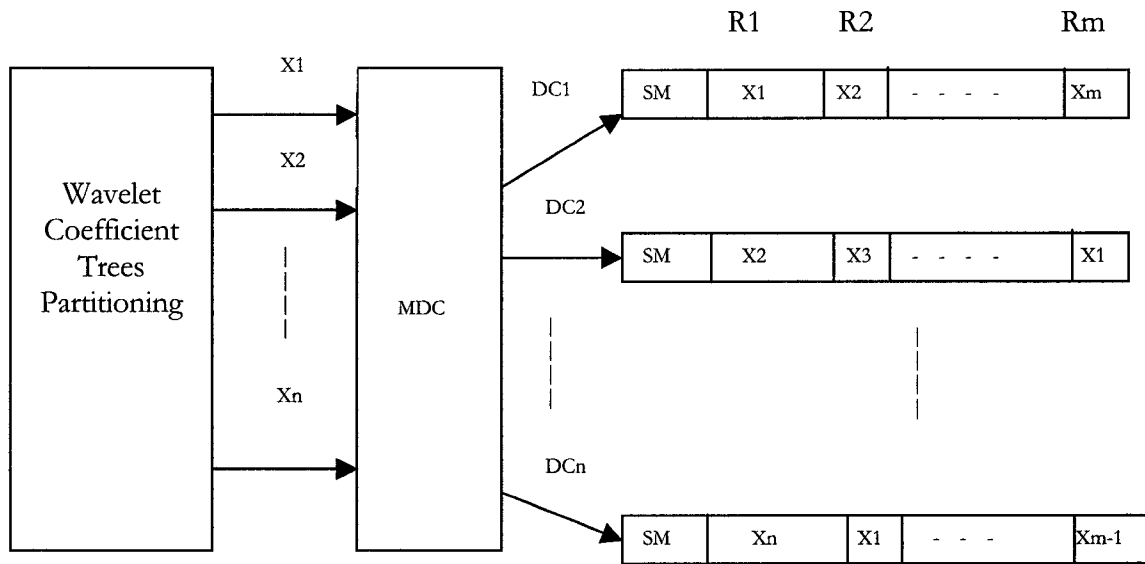 R1 R2 Rm
X1
DC1
SM X1 X2 - - - - Xm
X2
Wavelet
Coefficient
Trees
Partitioning
MDC
DC2
SM X2 X3 - - - - X1
Xn
DCn
SM Xn X1 - - - Xm-1